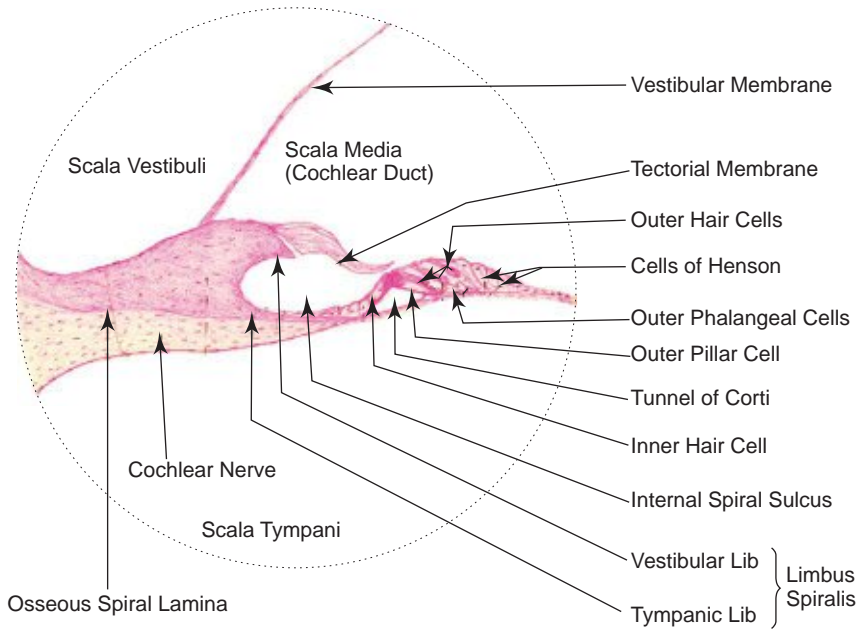 Vestibular Membrane
Scala Vestibuli
Scala Media
(Cochlear Duct)
Tectorial Membrane
Outer Hair Cells
Cells of Henson
Outer Phalangeal Cells
Outer Pillar Cell
Tunnel of Corti
Inner Hair Cell
Cochlear Nerve
Internal Spiral Sulcus
Scala Tympani
Vestibular Lib
Limbus
Spiralis
Osseous Spiral Lamina
Tympanic Lib